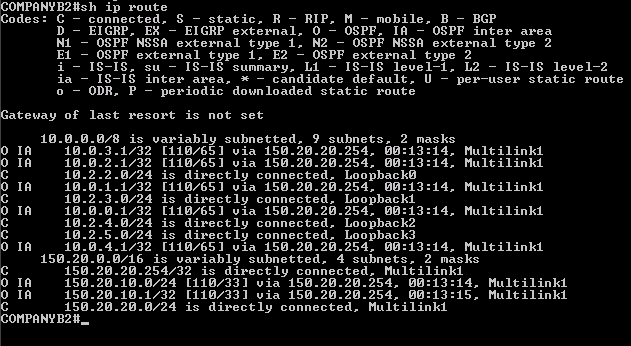 COMPANYB2#sh ip route
Codes: C - connected, S - static, R - RIP, M - mobile, B - BGP
D - EIGRP, EX - EIGRP external, O - OSPF, IA - OSPF inter area
N1 - OSPF NSSA external type 1, N2 - OSPF NSSA external type 2
E1 - OSPF external type 1, E2 - OSPF external type 2
i - IS-IS, su - IS-IS summary, L1 - IS-IS level-1, L2 - IS-IS level-2
ia - IS-IS inter area, * - candidate default, U - per-user static route
o - ODR, P - periodic downloaded static route
Gateway of last resort is not set
10.0.0.0/8 is variably subnetted, 9 subnets, 2 masks
O IA 10.0.3.1/32 [110/65] via 150.20.20.254, 00:13:14, Multilink1
O IA 10.0.2.1/32 [110/65] via 150.20.20.254, 00:13:14, Multilink1
C 10.2.2.0/24 is directly connected, Loopback0
O IA 10.0.1.1/32 [110/65] via 150.20.20.254, 00:13:14, Multilink1
C 10.2.3.0/24 is directly connected, Loopback1
O IA 10.0.0.1/32 [110/65] via 150.20.20.254, 00:13:14, Multilink1
C 10.2.4.0/24 is directly connected, Loopback2
C 10.2.5.0/24 is directly connected, Loopback3
O IA 10.0.4.1/32 [110/65] via 150.20.20.254, 00:13:14, Multilink1
150.20.0.0/16 is variably subnetted, 4 subnets, 2 masks
C 150.20.20.254/32 is directly connected, Multilink1
O IA 150.20.10.0/24 [110/33] via 150.20.20.254, 00:13:14, Multilink1
O IA 150.20.10.1/32 [110/33] via 150.20.20.254, 00:13:15, Multilink1
C 150.20.20.0/24 is directly connected, Multilink1
COMPANYB2#_